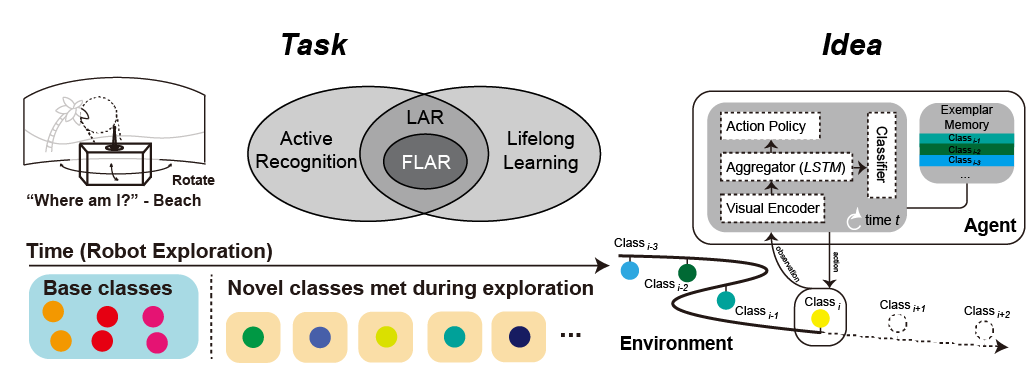 Task
Idea
Rotate
“Where am I?” - Beach
Active
Recognition
LAR
FLAR
Lifelong
Learning
Time (Robot Exploration)
Base classes
Novel classes met during exploration
...
Action Policy
Aggregator (LSTM)
Visual Encoder
Classifier
time t
Exemplar
Memory
Class i-1
Class i-2
Class i-3
...
Agent
observation
action
Class i-3
Class i-2
Class i-1
Class i
Class i+1
Class i+2
Environment